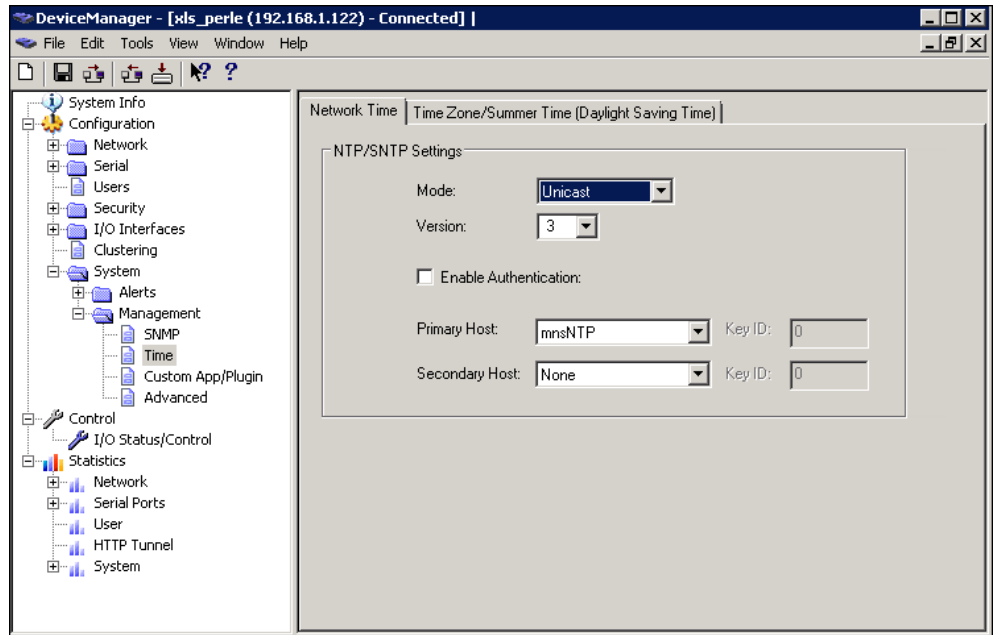 DeviceManager - [xls_perle (192.168.1.122) - Connected] |
File Edit Tools View Window Help
System Info
Configuration
Network
Serial
Users
Security
I/O Interfaces
Clustering
System
Alerts
Management
SNMP
Time
Custom App/Plugin
Advanced
Control
I/O Status/Control
Statistics
Network
Serial Ports
User
HTTP Tunnel
System
Network Time
Time Zone/Summer Time (Daylight Saving Time)
NTP/SNTP Settings
Mode: Unicast
Version: 3
Enable Authentication:
Primary Host: mnsNTP Key ID: 0
Secondary Host: None Key ID: 0